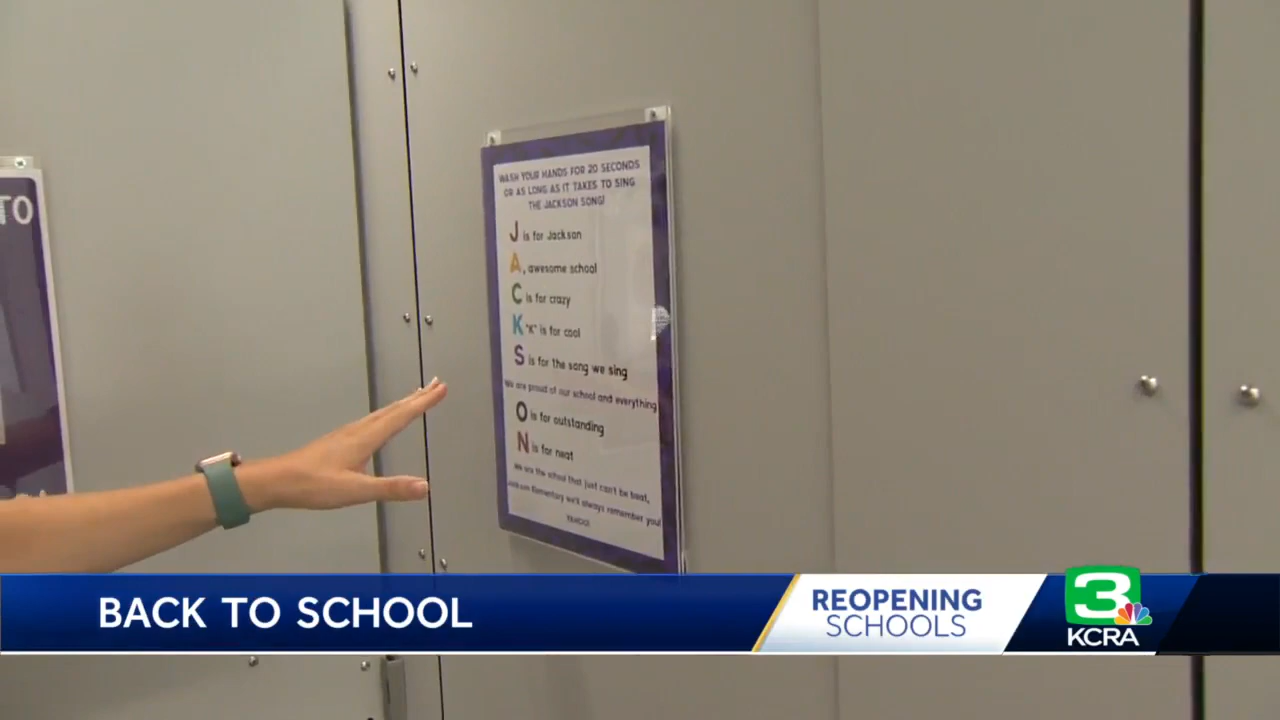 TO
WASH YOUR HANDS FOR 20 SECONDS
OR AS LONG AS IT TAKES TO SING
THE JACKSON SONG!
J is for Jackson
A, awesome school
C is for crazy
K "K" is for cool
S is for the song we sing
We are proud of our school and everything
O is for outstanding
N is for neat
We are the school that just can't be beat,
Jackson Elementary we'll always remember you!
YAHOO!
BACK TO SCHOOL
REOPENING
SCHOOLS
3
KCRA